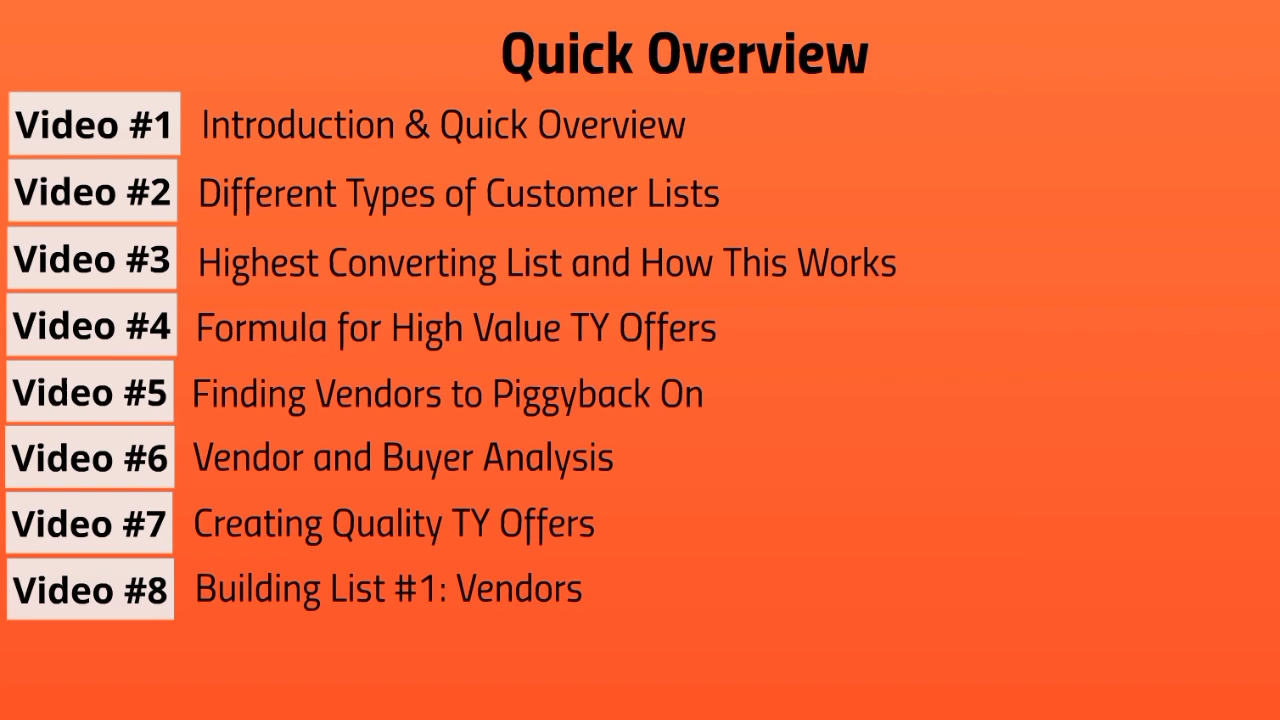 Quick Overview
Video #1 Introduction & Quick Overview
Video #2 Different Types of Customer Lists
Video #3 Highest Converting List and How This Works
Video #4 Formula for High Value TY Offers
Video #5 Finding Vendors to Piggyback On
Video #6 Vendor and Buyer Analysis
Video #7 Creating Quality TY Offers
Video #8 Building List #1: Vendors